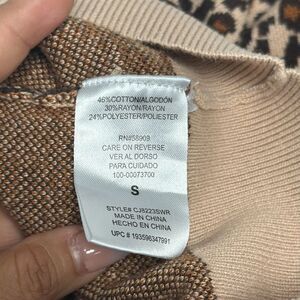 46%COTTON/ALGODON
30%RAYON/RAYON
24%POLYESTER/POLIESTER
RN#58909
CARE ON REVERSE
VER AL DORSO
PARA CUIDADO
100-00073700
S
STYLE# CJ8223SWR
MADE IN CHINA
HECHO EN CHINA
UPC # 193596347991